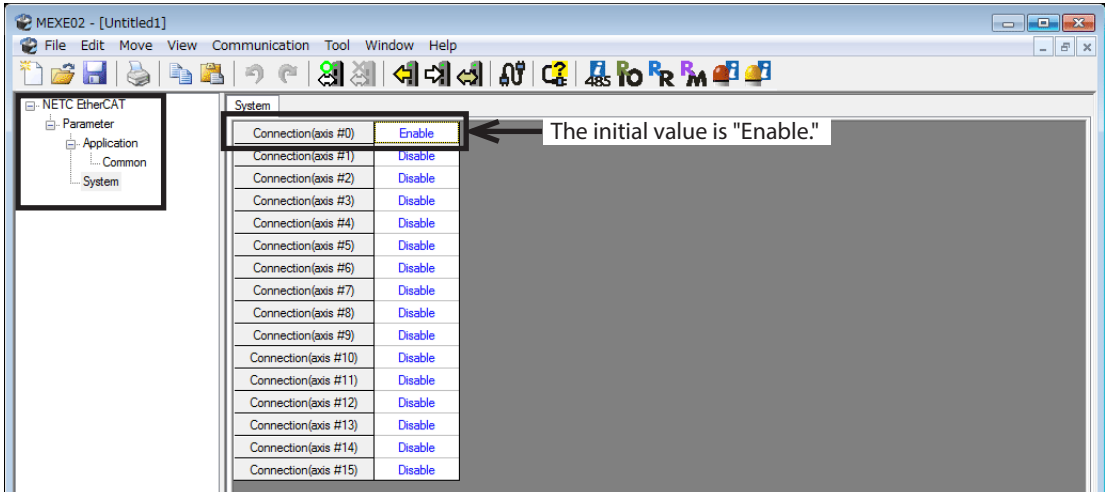 MEXE02 - [Untitled1]
File Edit Move View Communication Tool Window Help
485 RO RR RM
NETC EtherCAT
Parameter
Application
Common
System
System
Connection(axis #0) Enable
The initial value is "Enable."
Connection(axis #1) Disable
Connection(axis #2) Disable
Connection(axis #3) Disable
Connection(axis #4) Disable
Connection(axis #5) Disable
Connection(axis #6) Disable
Connection(axis #7) Disable
Connection(axis #8) Disable
Connection(axis #9) Disable
Connection(axis #10) Disable
Connection(axis #11) Disable
Connection(axis #12) Disable
Connection(axis #13) Disable
Connection(axis #14) Disable
Connection(axis #15) Disable